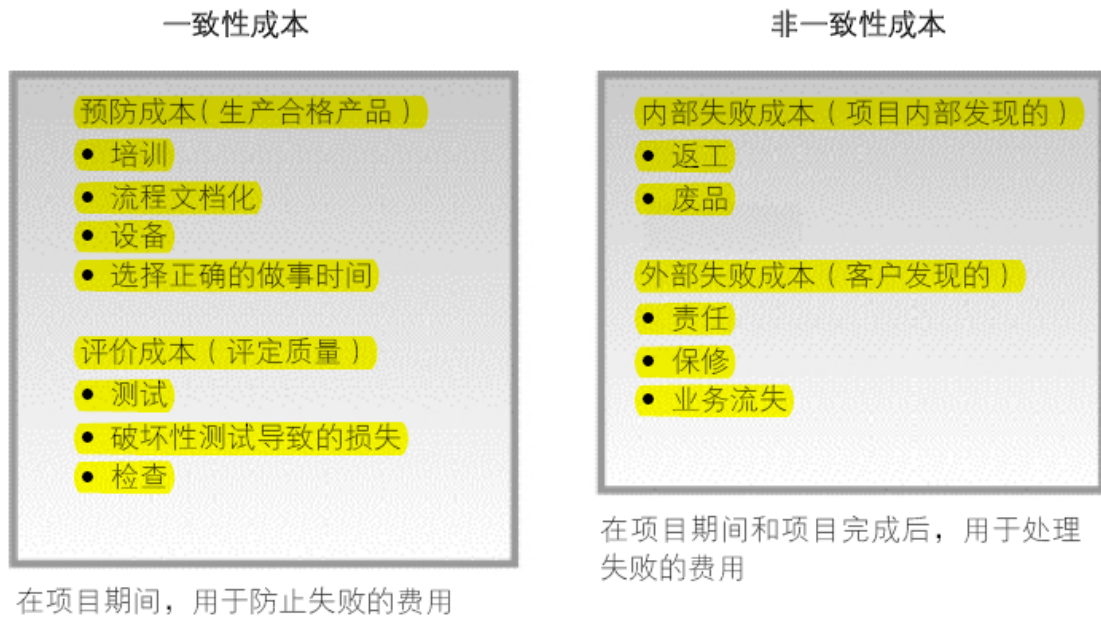 一致性成本
预防成本（生产合格产品）
• 培训
• 流程文档化
• 设备
• 选择正确的做事时间
评价成本（评定质量）
• 测试
• 破坏性测试导致的损失
• 检查
在项目期间，用于防止失败的费用
非一致性成本
内部失败成本（项目内部发现的）
• 返工
• 废品
外部失败成本（客户发现的）
• 责任
• 保修
• 业务流失
在项目期间和项目完成后，用于处理
失败的费用